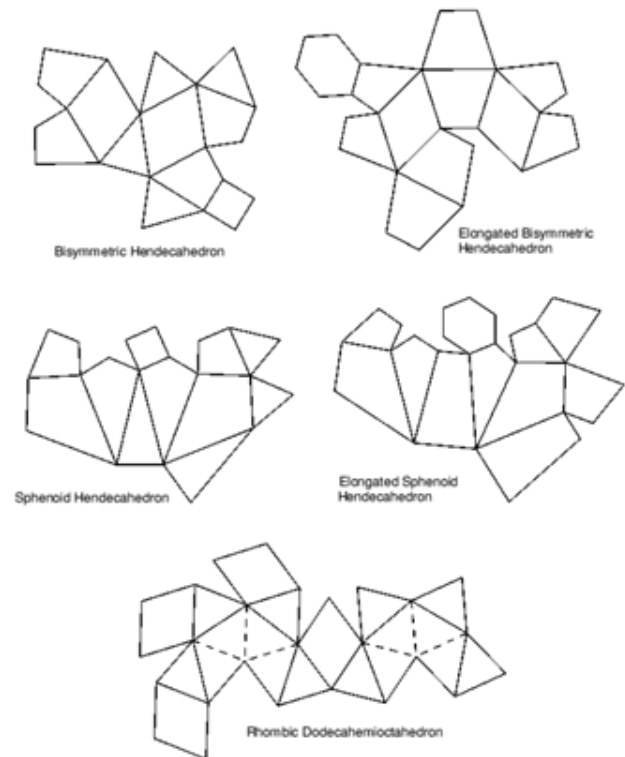 Bisymmetric Hendecahedron
Elongated Bisymmetric
Hendecahedron
Sphenoid Hendecahedron
Elongated Sphenoid
Hendecahedron
Rhombic Dodecahemioctahedron